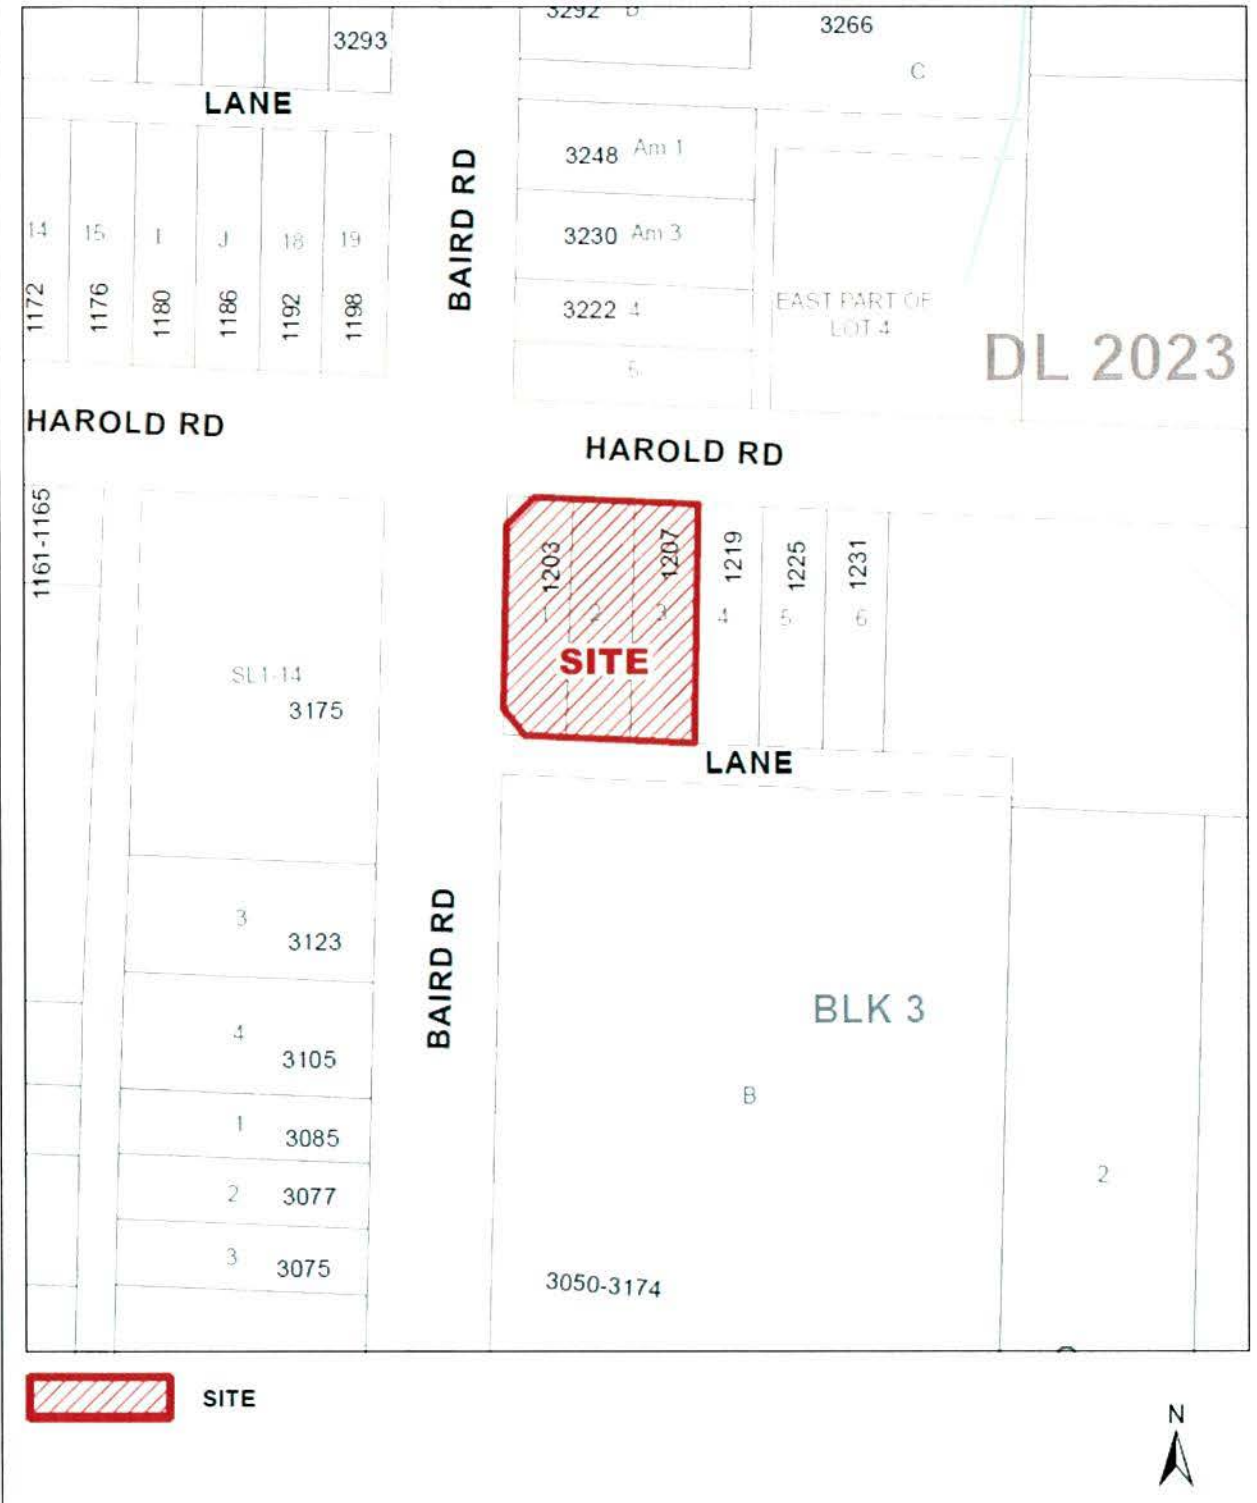 3292 D
3266
3293
C
LANE
3248 Am 1
BAIRD RD
3230 Am 3
14 15 I J 18 19
1172 1176 1180 1186 1192 1198
3222 4
EAST PART OF
LOT 4
DL 2023
5
HAROLD RD
HAROLD RD
1161-1165
1203 1207 1219 1225 1231
1 2 3 4 5 6
SITE
SL1-14
3175
LANE
3
3123
BAIRD RD
BLK 3
4
3105
B
1
3085
2
3077
2
3
3075
3050-3174
SITE
N